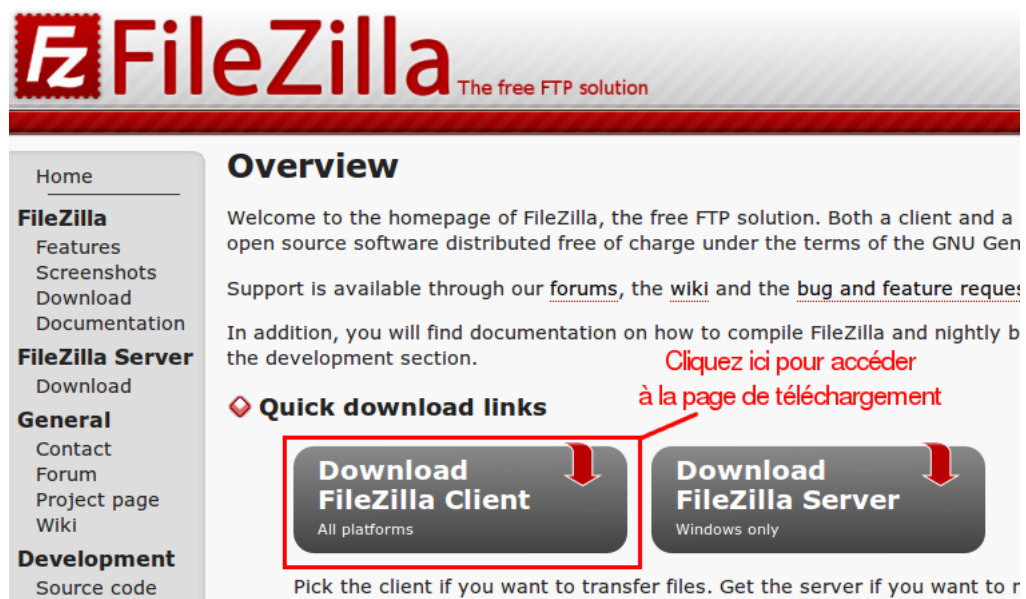 Fz FileZilla The free FTP solution
Home
FileZilla
Features
Screenshots
Download
Documentation
FileZilla Server
Download
General
Contact
Forum
Project page
Wiki
Development
Source code
Overview
Welcome to the homepage of FileZilla, the free FTP solution. Both a client and a
open source software distributed free of charge under the terms of the GNU Gen
Support is available through our forums, the wiki and the bug and feature reques
In addition, you will find documentation on how to compile FileZilla and nightly b
the development section.
Cliquez ici pour accéder
à la page de téléchargement
Quick download links
Download
FileZilla Client
All platforms
Download
FileZilla Server
Windows only
Pick the client if you want to transfer files. Get the server if you want to